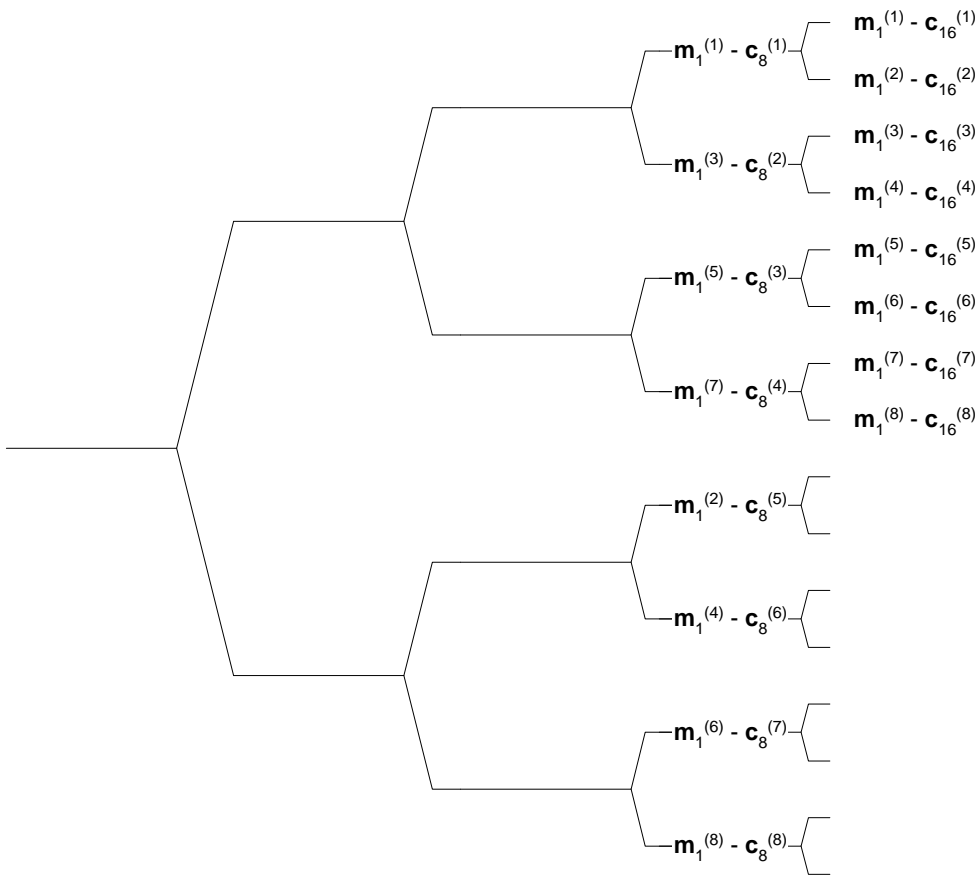 m₁⁽¹⁾ - c₁₆⁽¹⁾
m₁⁽¹⁾ - c₈⁽¹⁾
m₁⁽²⁾ - c₁₆⁽²⁾
m₁⁽³⁾ - c₁₆⁽³⁾
m₁⁽³⁾ - c₈⁽²⁾
m₁⁽⁴⁾ - c₁₆⁽⁴⁾
m₁⁽⁵⁾ - c₁₆⁽⁵⁾
m₁⁽⁵⁾ - c₈⁽³⁾
m₁⁽⁶⁾ - c₁₆⁽⁶⁾
m₁⁽⁷⁾ - c₁₆⁽⁷⁾
m₁⁽⁷⁾ - c₈⁽⁴⁾
m₁⁽⁸⁾ - c₁₆⁽⁸⁾
m₁⁽²⁾ - c₈⁽⁵⁾
m₁⁽⁴⁾ - c₈⁽⁶⁾
m₁⁽⁶⁾ - c₈⁽⁷⁾
m₁⁽⁸⁾ - c₈⁽⁸⁾